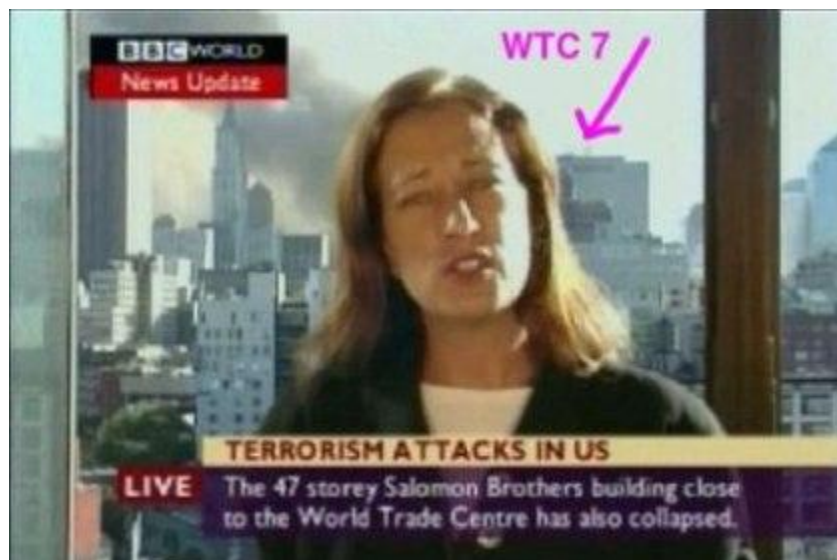 BBC WORLD
News Update
WTC 7
TERRORISM ATTACKS IN US
LIVE
The 47 storey Salomon Brothers building close
to the World Trade Centre has also collapsed.